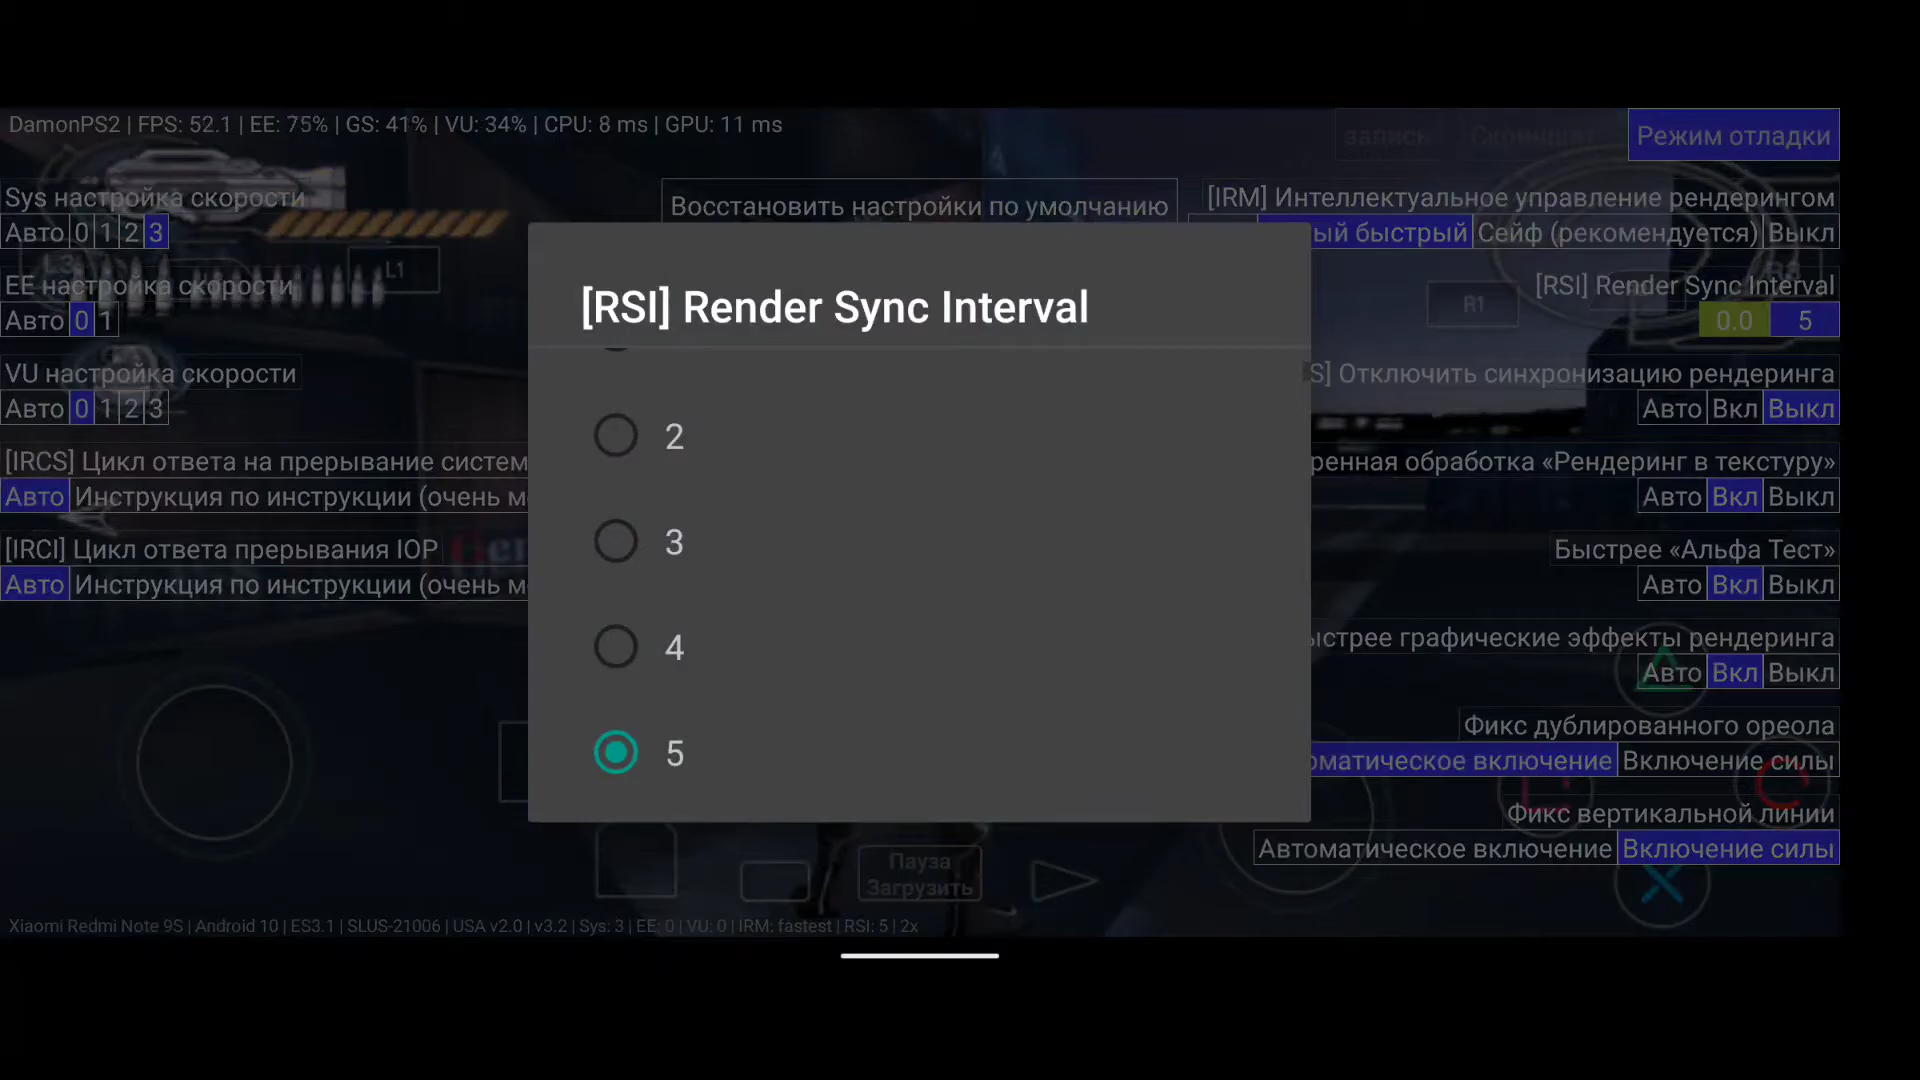 DamonPS2 | FPS: 52.1 | EE: 75% | GS: 41% | VU: 34% | CPU: 8 ms | GPU: 11 ms
запись Скриншот Режим отладки
Sys настройка скорости
Авто 0 1 2 3
L3
L1
EE настройка скорости
Авто 0 1
VU настройка скорости
Авто 0 1 2 3
[IRCS] Цикл ответа на прерывание систем
Авто Инструкция по инструкции (очень м
[IRCI] Цикл ответа прерывания IOP
Авто Инструкция по инструкции (очень м
Восстановить настройки по умолчанию
[RSI] Render Sync Interval
2
3
4
5
[IRM] Интеллектуальное управление рендерингом
ый быстрый Сейф (рекомендуется) Выкл
R1
[RSI] Render Sync Interval
0.0 5
S] Отключить синхронизацию рендеринга
Авто Вкл Выкл
ренная обработка «Рендеринг в текстуру»
Авто Вкл Выкл
Быстрее «Альфа Тест»
Авто Вкл Выкл
ыстрее графические эффекты рендеринга
Авто Вкл Выкл
Фикс дублированного ореола
оматическое включение Включение силы
Фикс вертикальной линии
Автоматическое включение Включение силы
Пауза
Загрузить
Xiaomi Redmi Note 9S | Android 10 | ES3.1 | SLUS-21006 | USA v2.0 | v3.2 | Sys: 3 | EE: 0 | VU: 0 | IRM: fastest | RSI: 5 | 2x